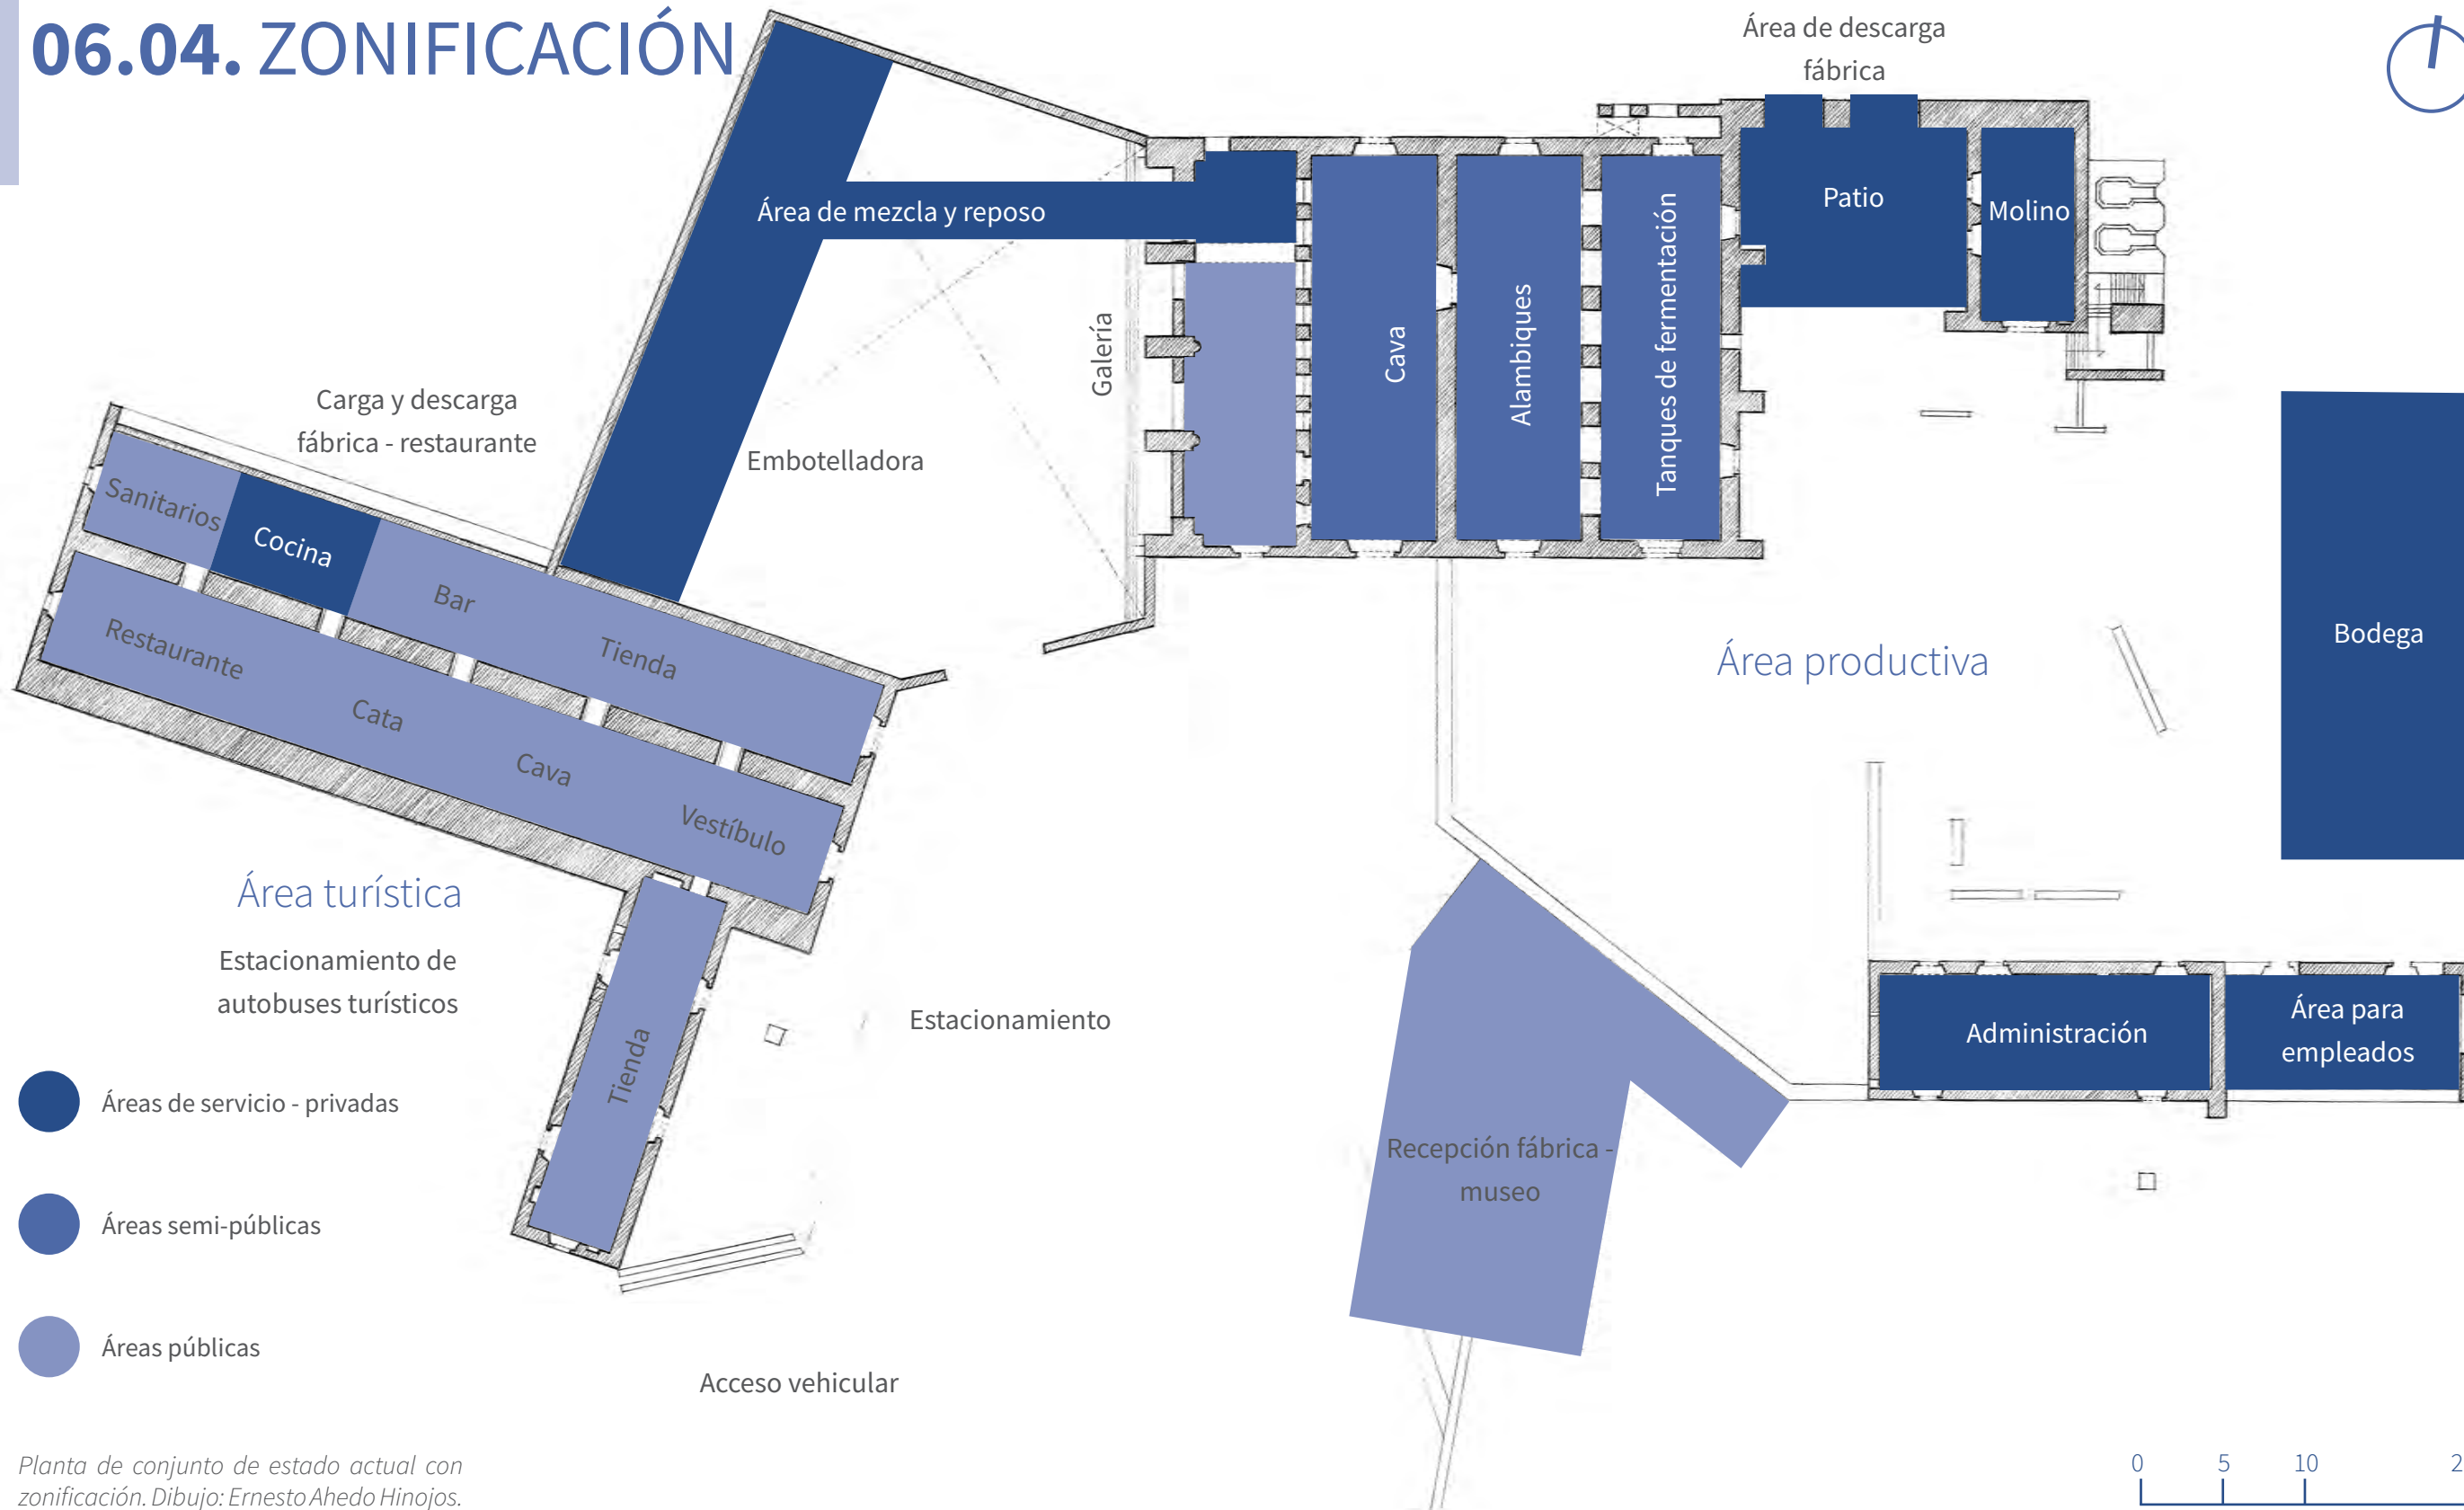 06.04. ZONIFICACIÓN
Área de descarga
fábrica
Área de mezcla y reposo
Patio
Molino
Galería
Cava
Alambiques
Tanques de fermentación
Carga y descarga
fábrica - restaurante
Embotelladora
Sanitarios
Cocina
Bar
Tienda
Restaurante
Cata
Cava
Vestíbulo
Área productiva
Bodega
Área turística
Estacionamiento de
autobuses turísticos
Estacionamiento
Tienda
Administración
Área para
empleados
Recepción fábrica -
museo
Áreas de servicio - privadas
Áreas semi-públicas
Áreas públicas
Acceso vehicular
Planta de conjunto de estado actual con
zonificación. Dibujo: Ernesto Ahedo Hinojos.
0 5 10 2